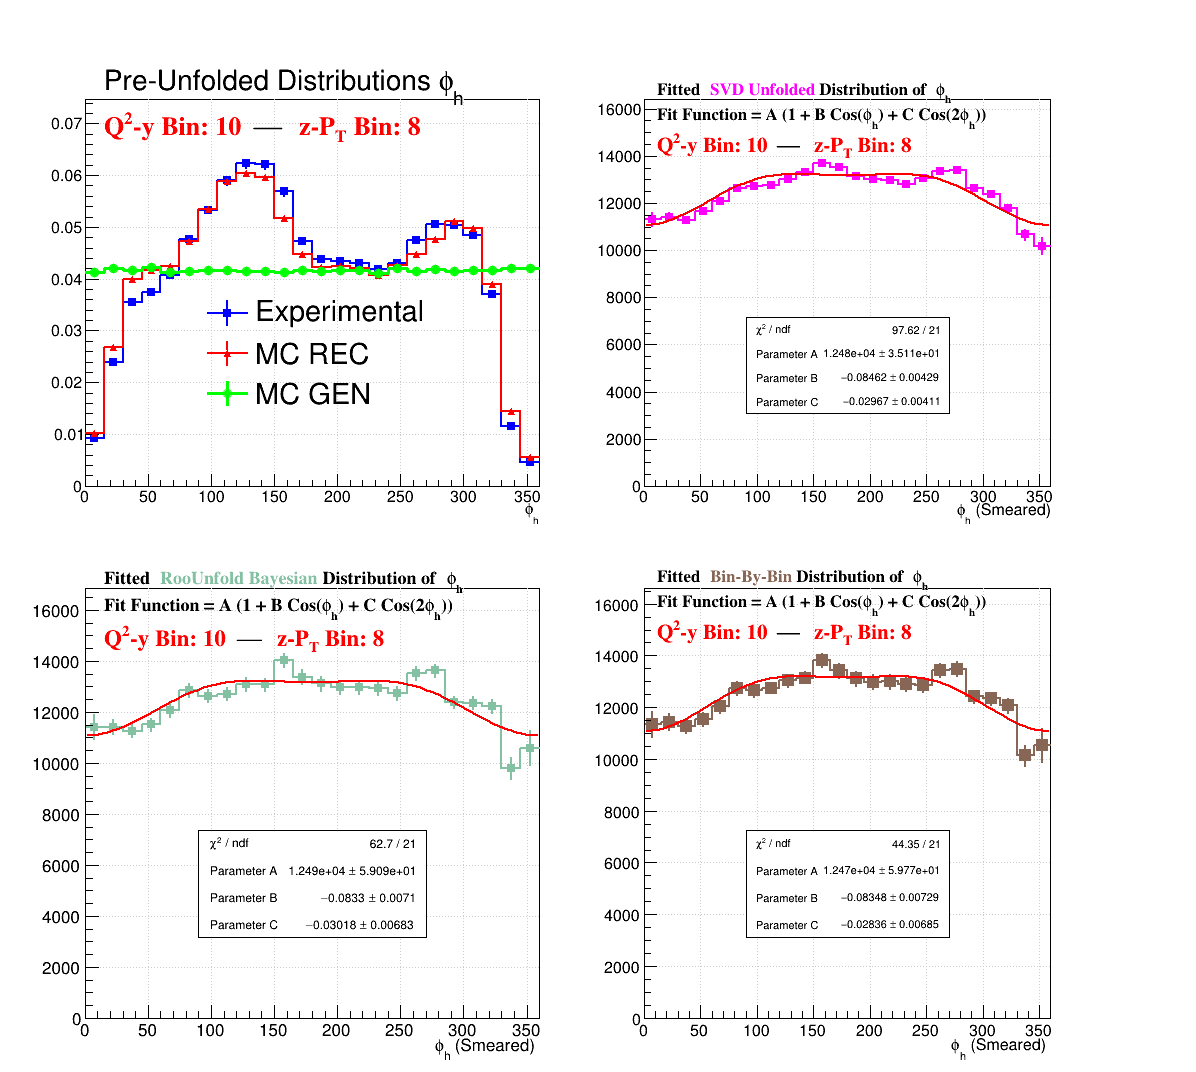 Pre-Unfolded Distributions ϕh
Q²-y Bin: 10 — z-PT Bin: 8
0.07
0.06
0.05
0.04
0.03
0.02
0.01
0
Experimental
MC REC
MC GEN
0 50 100 150 200 250 300 350
ϕh
Fitted SVD Unfolded Distribution of ϕh
Fit Function = A (1 + B Cos(ϕh) + C Cos(2ϕh))
Q²-y Bin: 10 — z-PT Bin: 8
16000
14000
12000
10000
8000
6000
4000
2000
0
χ² / ndf 97.62 / 21
Parameter A 1.248e+04 ± 3.511e+01
Parameter B −0.08462 ± 0.00429
Parameter C −0.02967 ± 0.00411
0 50 100 150 200 250 300 350
ϕh (Smeared)
Fitted RooUnfold Bayesian Distribution of ϕh
Fit Function = A (1 + B Cos(ϕh) + C Cos(2ϕh))
Q²-y Bin: 10 — z-PT Bin: 8
16000
14000
12000
10000
8000
6000
4000
2000
0
χ² / ndf 62.7 / 21
Parameter A 1.249e+04 ± 5.909e+01
Parameter B −0.0833 ± 0.0071
Parameter C −0.03018 ± 0.00683
0 50 100 150 200 250 300 350
ϕh (Smeared)
Fitted Bin-By-Bin Distribution of ϕh
Fit Function = A (1 + B Cos(ϕh) + C Cos(2ϕh))
Q²-y Bin: 10 — z-PT Bin: 8
16000
14000
12000
10000
8000
6000
4000
2000
0
χ² / ndf 44.35 / 21
Parameter A 1.247e+04 ± 5.977e+01
Parameter B −0.08348 ± 0.00729
Parameter C −0.02836 ± 0.00685
0 50 100 150 200 250 300 350
ϕh (Smeared)